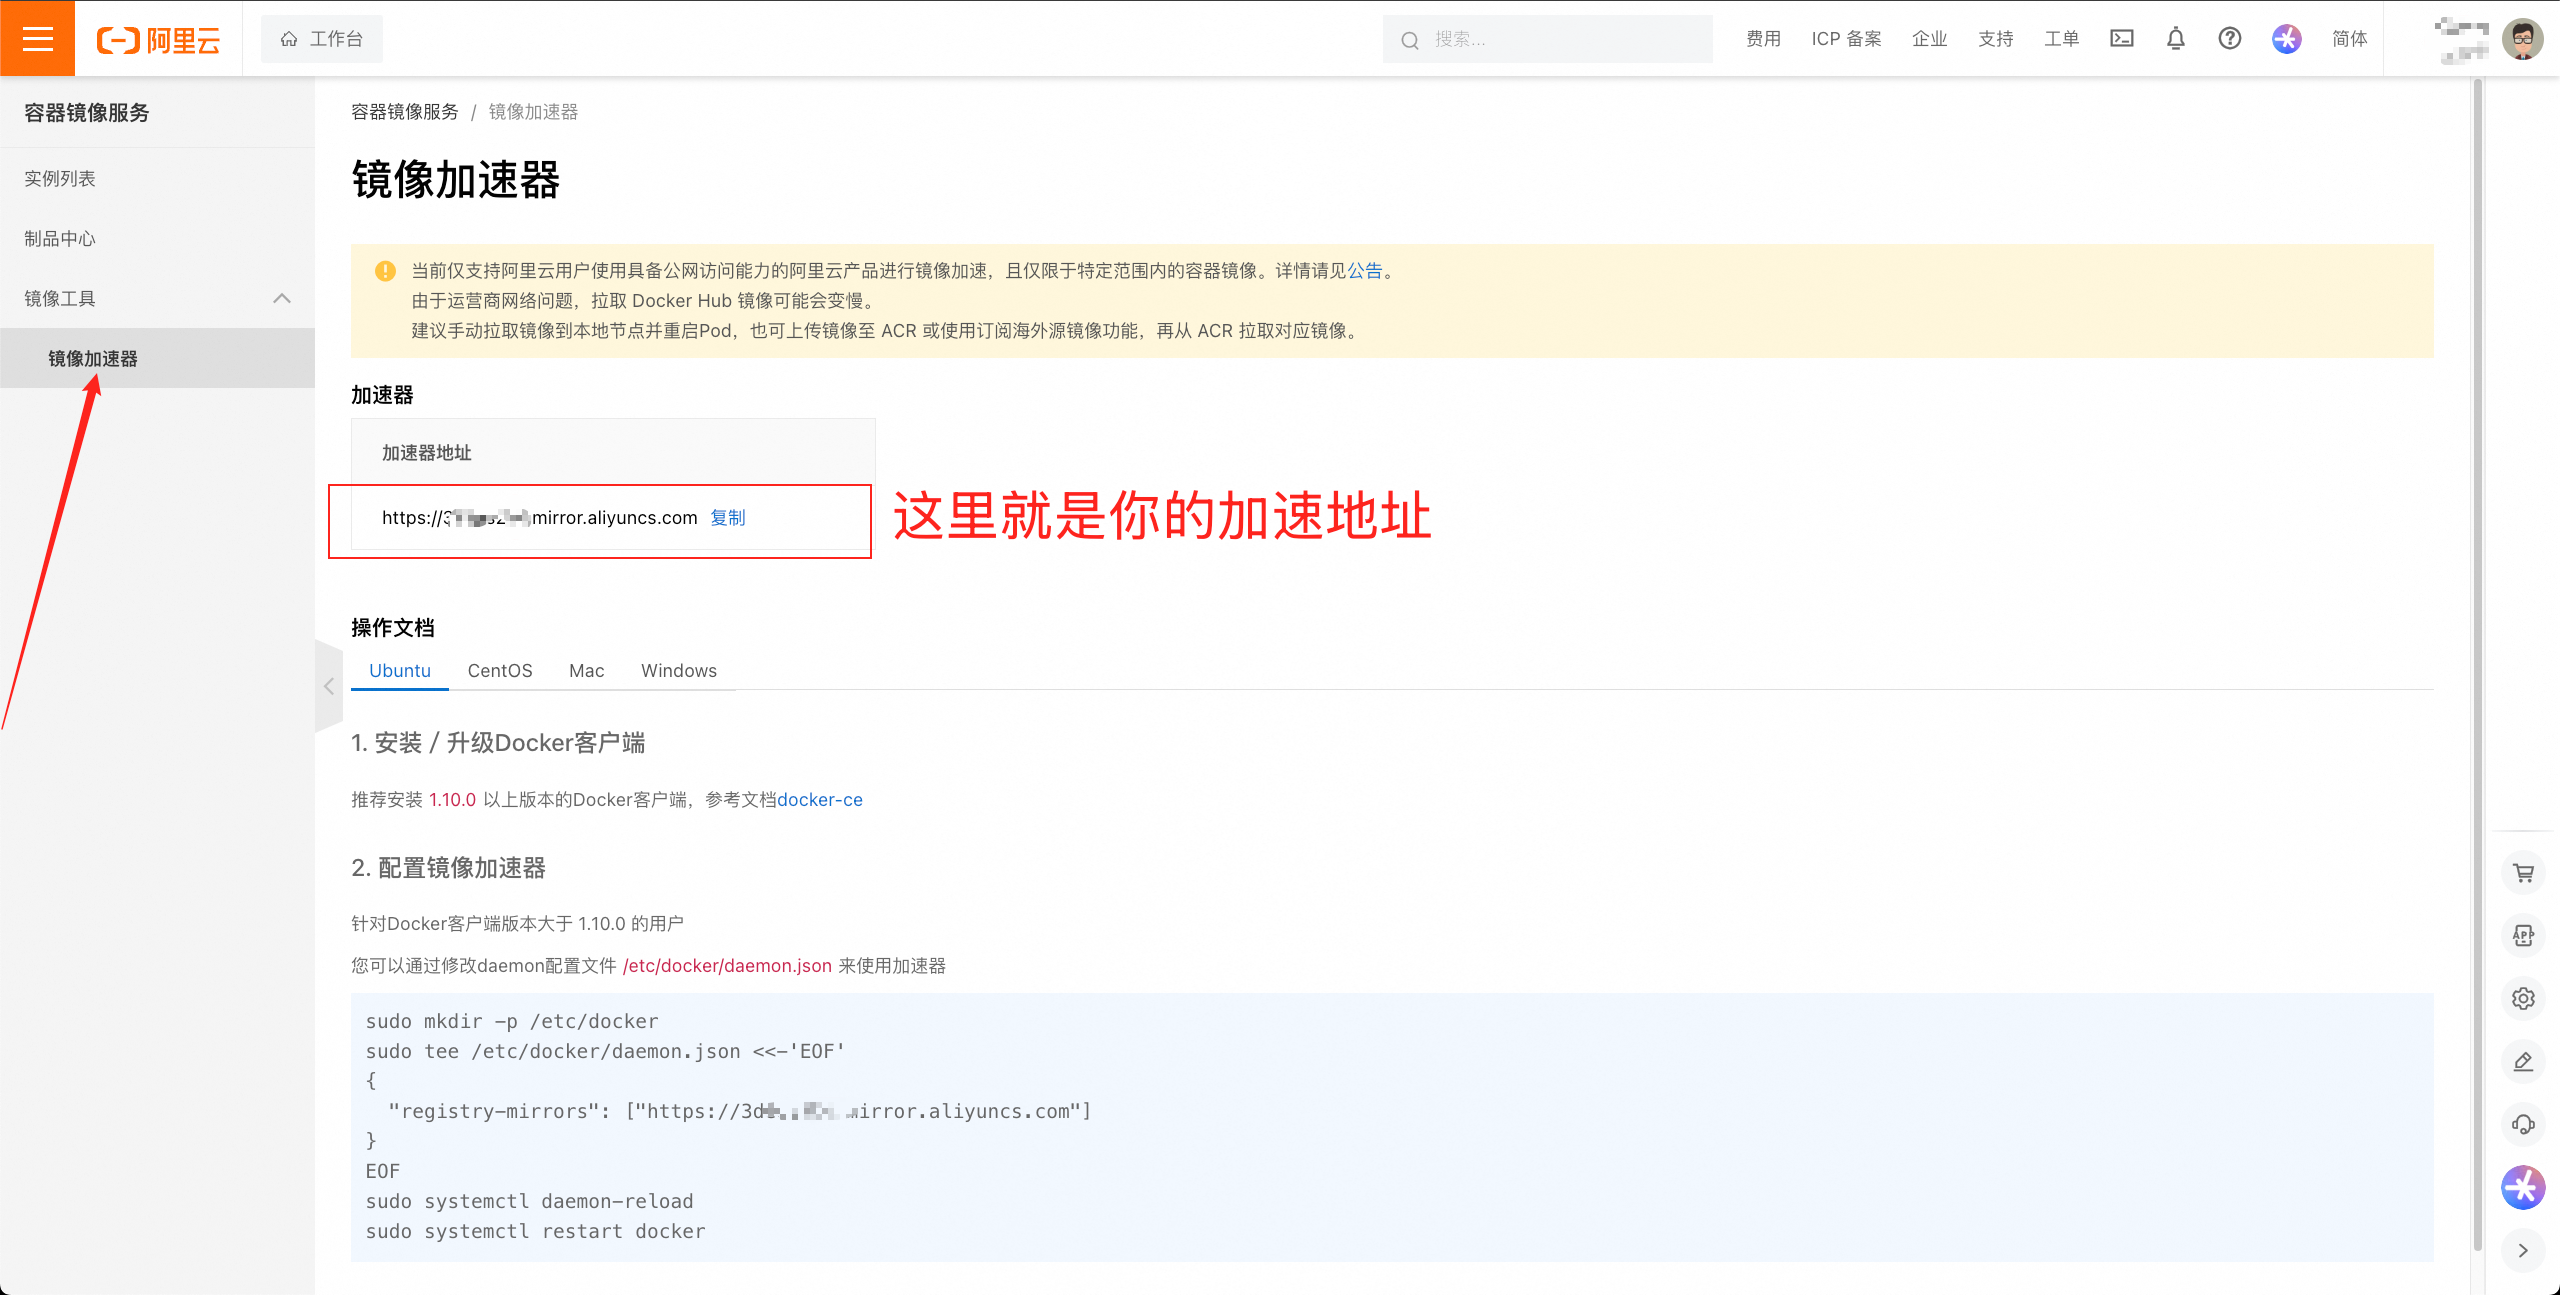 阿里云
工作台
搜索...
费用
ICP 备案
企业
支持
工单
简体
容器镜像服务
实例列表
制品中心
镜像工具
镜像加速器
容器镜像服务 / 镜像加速器
镜像加速器
当前仅支持阿里云用户使用具备公网访问能力的阿里云产品进行镜像加速，且仅限于特定范围内的容器镜像。详情请见公告。
由于运营商网络问题，拉取 Docker Hub 镜像可能会变慢。
建议手动拉取镜像到本地节点并重启Pod，也可上传镜像至 ACR 或使用订阅海外源镜像功能，再从 ACR 拉取对应镜像。
加速器
加速器地址
https://3 mirror.aliyuncs.com 复制
这里就是你的加速地址
操作文档
Ubuntu CentOS Mac Windows
1. 安装 / 升级Docker客户端
推荐安装 1.10.0 以上版本的Docker客户端，参考文档docker-ce
2. 配置镜像加速器
针对Docker客户端版本大于 1.10.0 的用户
您可以通过修改daemon配置文件 /etc/docker/daemon.json 来使用加速器
sudo mkdir -p /etc/docker
sudo tee /etc/docker/daemon.json <<-'EOF'
{
"registry-mirrors": ["https://3d irror.aliyuncs.com"]
}
EOF
sudo systemctl daemon-reload
sudo systemctl restart docker
APP